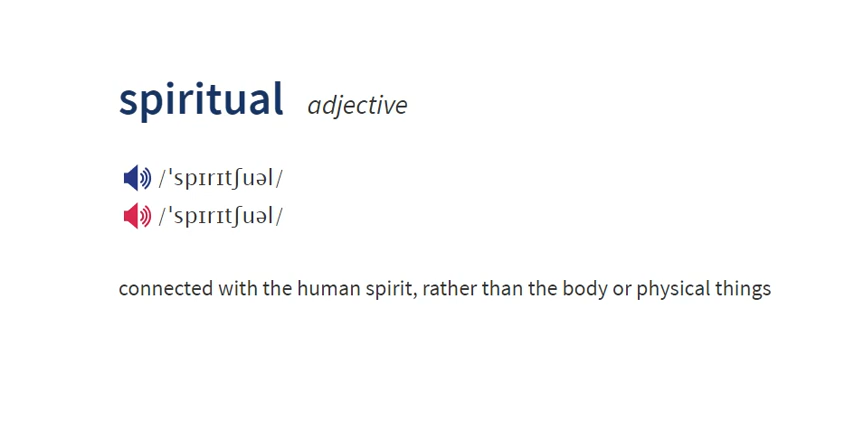 spiritual adjective
/ˈspɪrɪtʃuəl/
/ˈspɪrɪtʃuəl/
connected with the human spirit, rather than the body or physical things